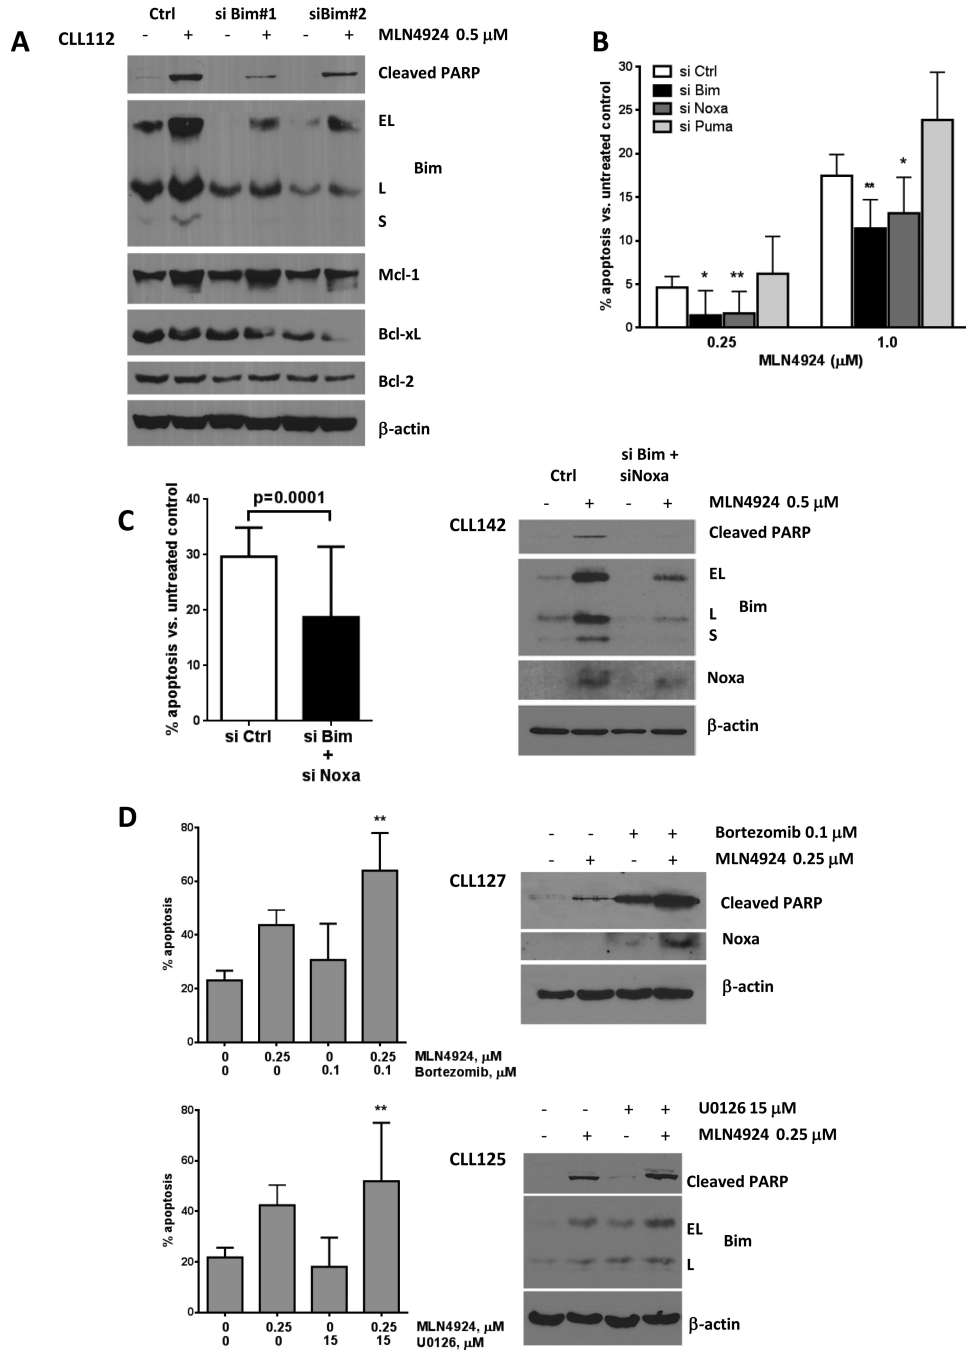 A
CLL112
Ctrl si Bim#1 siBim#2
- + - + - + MLN4924 0.5 µM
Cleaved PARP
EL
Bim
L
S
Mcl-1
Bcl-xL
Bcl-2
β-actin
B
% apoptosis vs. untreated control
30
25
20
15
10
5
0
si Ctrl
si Bim
si Noxa
si Puma
* ** ** *
0.25 1.0
MLN4924 (µM)
C
% apoptosis vs. untreated control
40
30
20
10
0
p=0.0001
si Ctrl si Bim
+
si Noxa
CLL142
Ctrl si Bim +
siNoxa
- + - + MLN4924 0.5 µM
Cleaved PARP
EL
L Bim
S
Noxa
β-actin
D
% apoptosis
80
60
40
20
0
**
0 0.25 0 0.25 MLN4924, µM
0 0 0.1 0.1 Bortezomib, µM
CLL127
- - + + Bortezomib 0.1 µM
- + - + MLN4924 0.25 µM
Cleaved PARP
Noxa
β-actin
% apoptosis
80
60
40
20
0
**
0 0.25 0 0.25 MLN4924, µM
0 0 15 15 U0126, µM
CLL125
- - + + U0126 15 µM
- + - + MLN4924 0.25 µM
Cleaved PARP
EL
Bim
L
β-actin